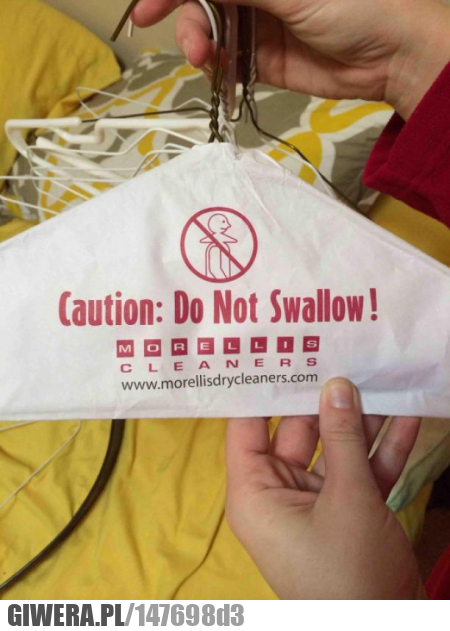 Caution: Do Not Swallow!
MORELLIS
CLEANERS
www.morellisdrycleaners.com
GIWERA.PL/147698d3